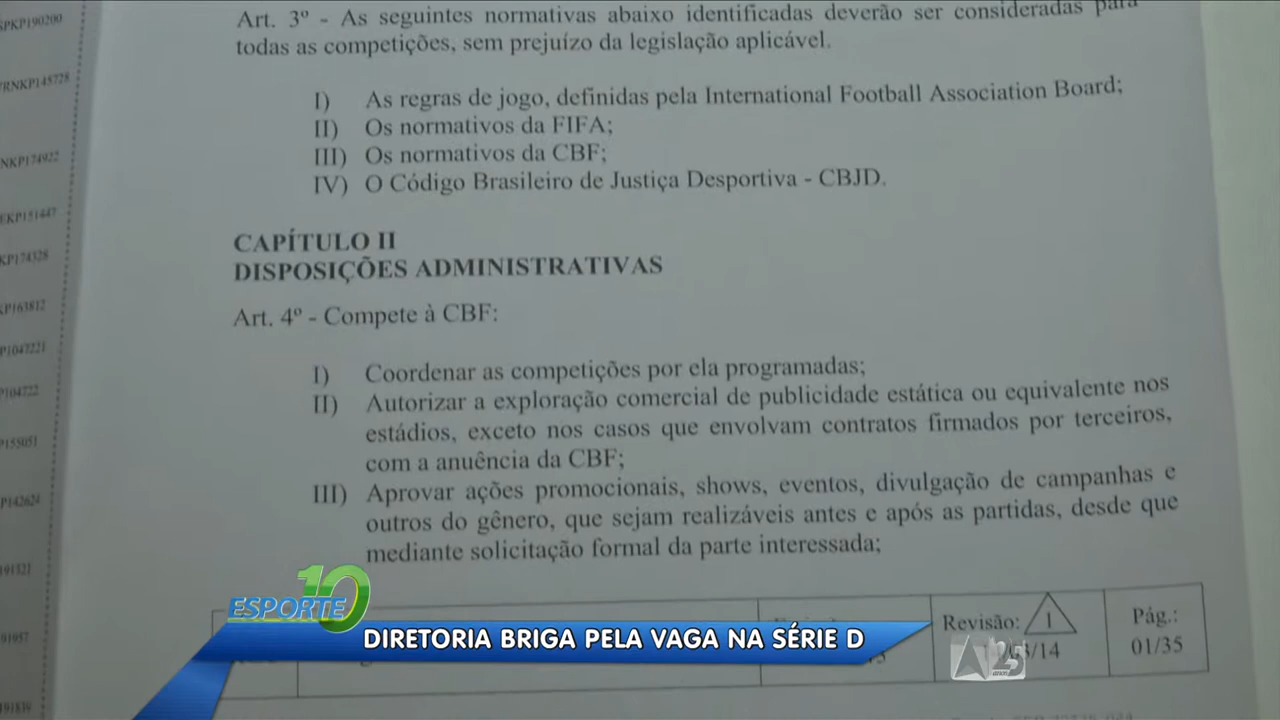 Art. 3º - As seguintes normativas abaixo identificadas deverão ser consideradas para
todas as competições, sem prejuízo da legislação aplicável.
I) As regras de jogo, definidas pela International Football Association Board;
II) Os normativos da FIFA;
III) Os normativos da CBF;
IV) O Código Brasileiro de Justiça Desportiva - CBJD.
CAPÍTULO II
DISPOSIÇÕES ADMINISTRATIVAS
Art. 4º - Compete à CBF:
I) Coordenar as competições por ela programadas;
II) Autorizar a exploração comercial de publicidade estática ou equivalente nos
estádios, exceto nos casos que envolvam contratos firmados por terceiros,
com a anuência da CBF;
III) Aprovar ações promocionais, shows, eventos, divulgação de campanhas e
outros do gênero, que sejam realizáveis antes e após as partidas, desde que
mediante solicitação formal da parte interessada;
Revisão: 1
Pág.:
01/35
ESPORTE 10
DIRETORIA BRIGA PELA VAGA NA SÉRIE D
25
anos